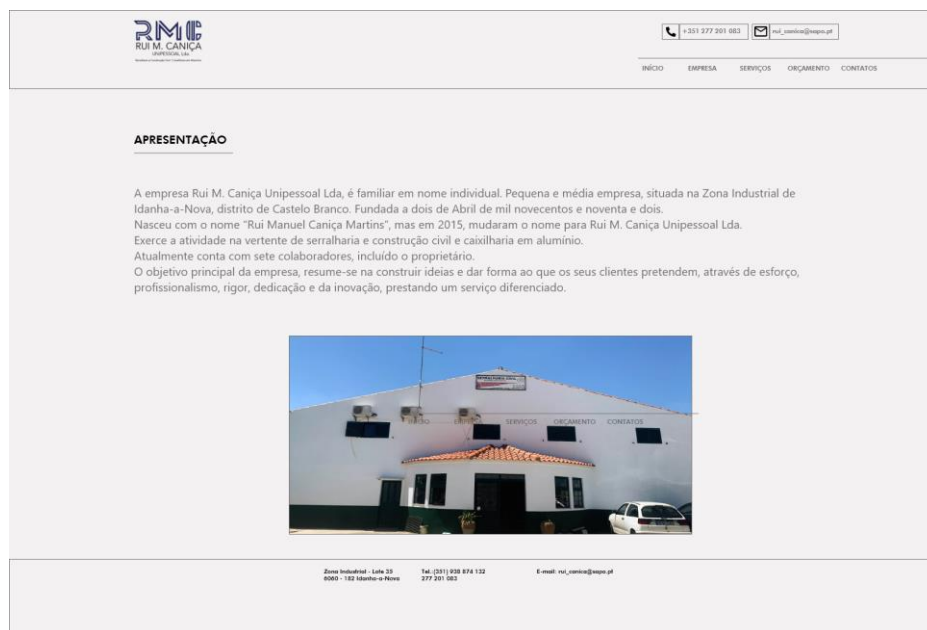 RMC
RUI M. CANIÇA
UNIPESSOAL, Lda.
+351 277 201 083
rui_canica@sapo.pt
INÍCIO EMPRESA SERVIÇOS ORÇAMENTO CONTATOS
APRESENTAÇÃO
A empresa Rui M. Caniça Unipessoal Lda, é familiar em nome individual. Pequena e média empresa, situada na Zona Industrial de
Idanha-a-Nova, distrito de Castelo Branco. Fundada a dois de Abril de mil novecentos e noventa e dois.
Nasceu com o nome "Rui Manuel Caniça Martins", mas em 2015, mudaram o nome para Rui M. Caniça Unipessoal Lda.
Exerce a atividade na vertente de serralharia e construção civil e caixilharia em alumínio.
Atualmente conta com sete colaboradores, incluído o proprietário.
O objetivo principal da empresa, resume-se na construir ideias e dar forma ao que os seus clientes pretendem, através de esforço,
profissionalismo, rigor, dedicação e da inovação, prestando um serviço diferenciado.
INÍCIO EMPRESA SERVIÇOS ORÇAMENTO CONTATOS
Zona Industrial - Lote 35 Tel.:(351) 938 874 132 E-mail: rui_canica@sapo.pt
6060 - 182 Idanha-a-Nova 277 201 083